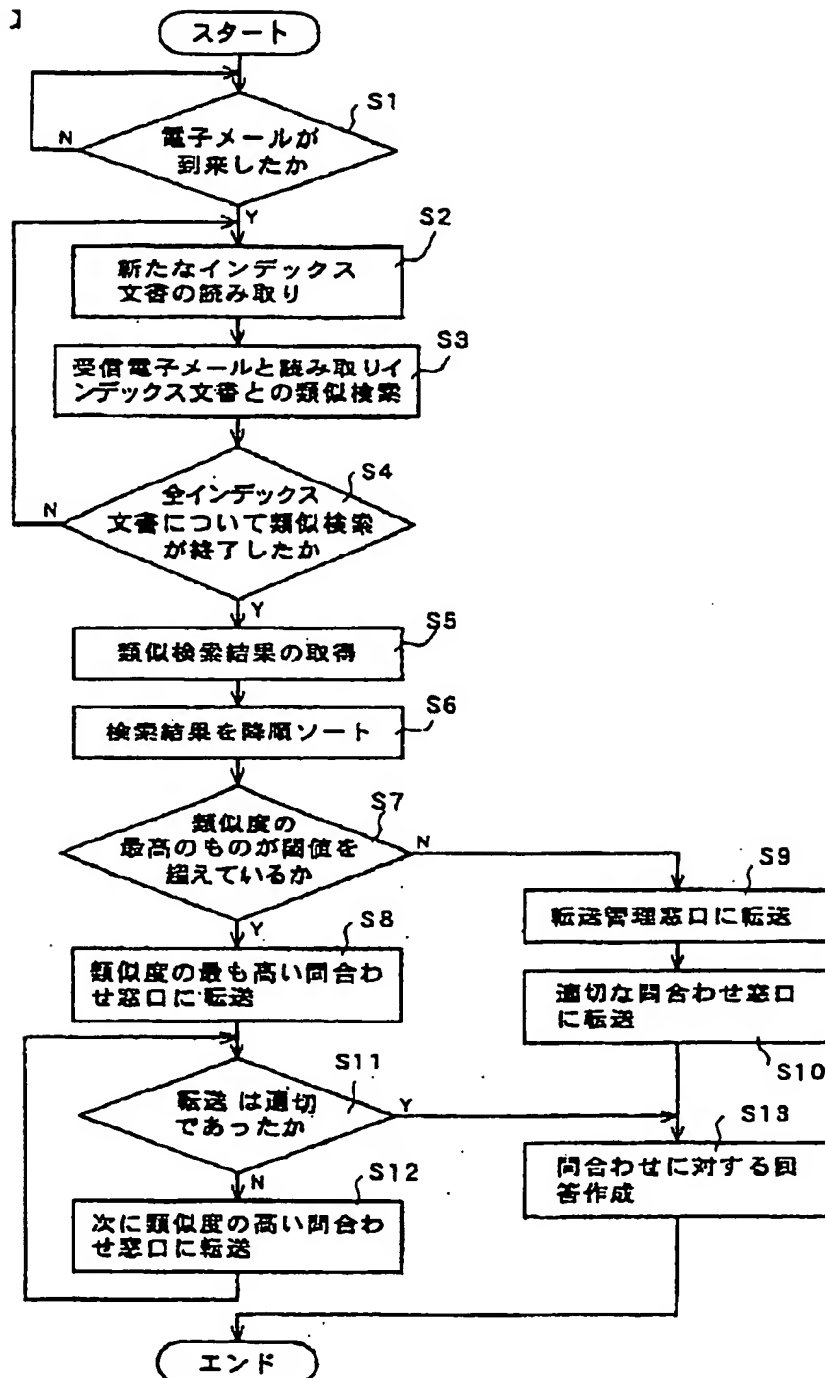 】
スタート
S1
電子メールが
到来したか
N
Y
S2
新たなインデックス
文書の読み取り
S3
受信電子メールと読み取りイ
ンデックス文書との類似検索
S4
全インデックス
文書について類似検索
が終了したか
N
Y
S5
類似検索結果の取得
S6
検索結果を降順ソート
S7
類似度の
最高のものが閾値を
超えているか
N
Y
S8
類似度の最も高い問合わ
せ窓口に転送
S9
転送管理窓口に転送
適切な問合わせ窓口
に転送
S10
S11
転送は適切
であったか
Y
N
S12
次に類似度の高い問合わ
せ窓口に転送
S13
問合わせに対する回
答作成
エンド